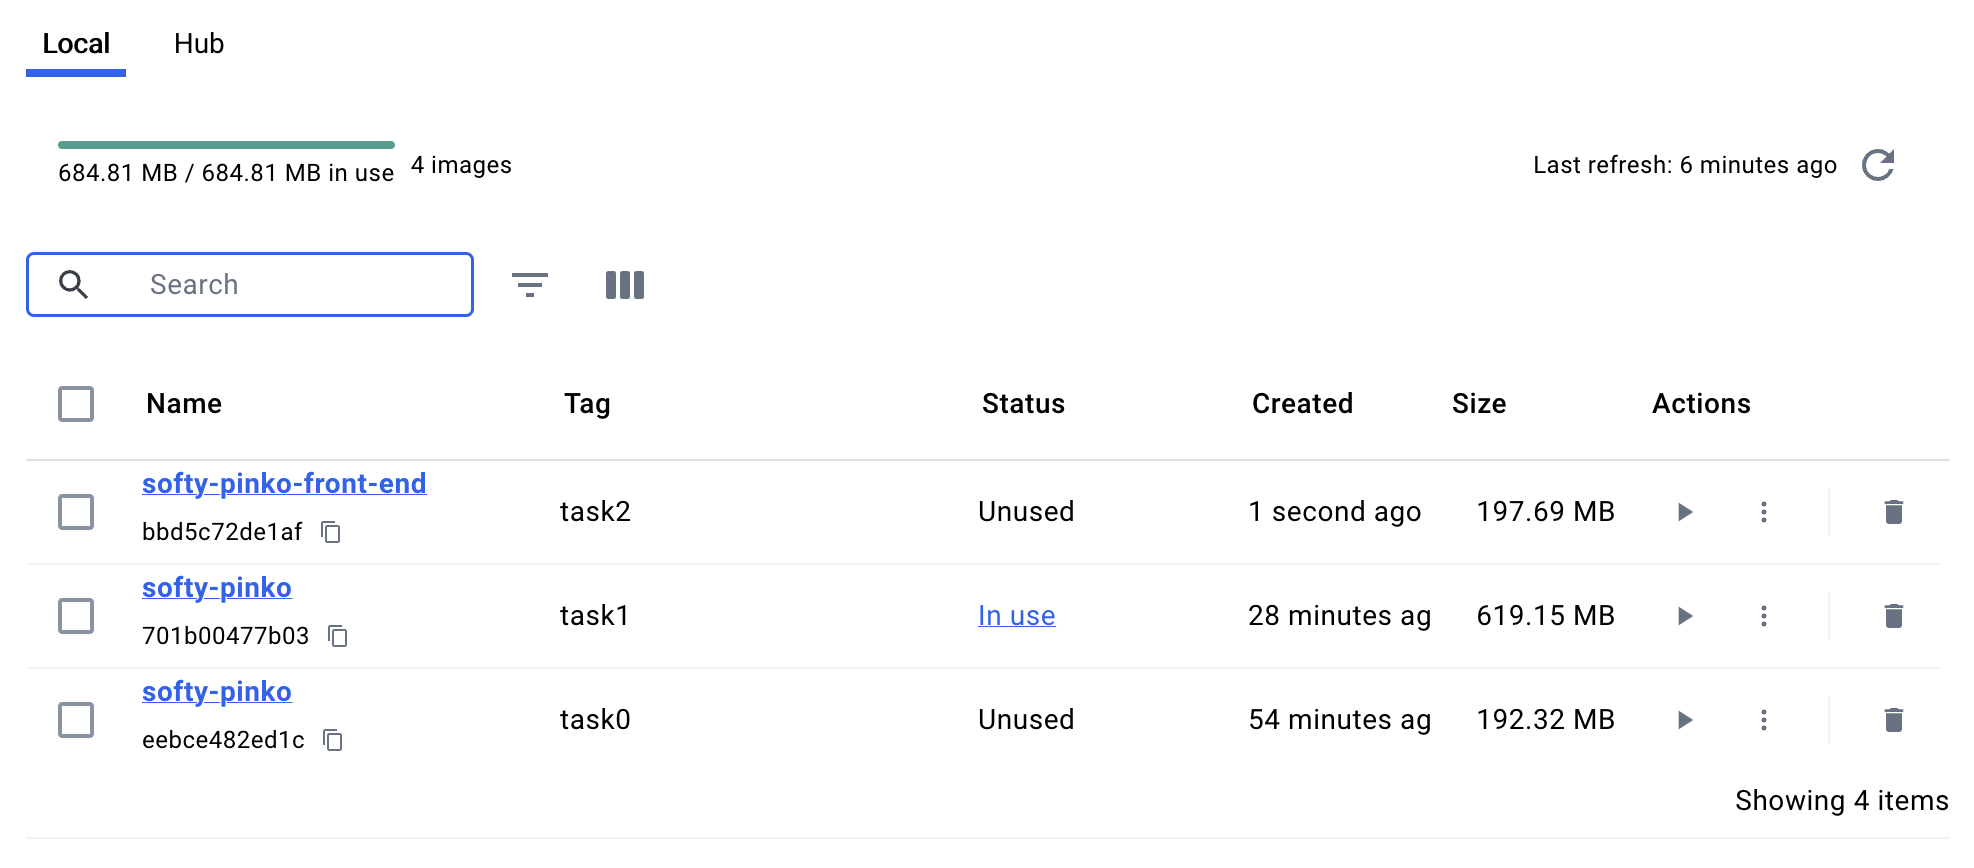 Local Hub
684.81 MB / 684.81 MB in use 4 images Last refresh: 6 minutes ago
Search
Name Tag Status Created Size Actions
softy-pinko-front-end
bbd5c72de1af task2 Unused 1 second ago 197.69 MB
softy-pinko
701b00477b03 task1 In use 28 minutes ag 619.15 MB
softy-pinko
eebce482ed1c task0 Unused 54 minutes ag 192.32 MB
Showing 4 items